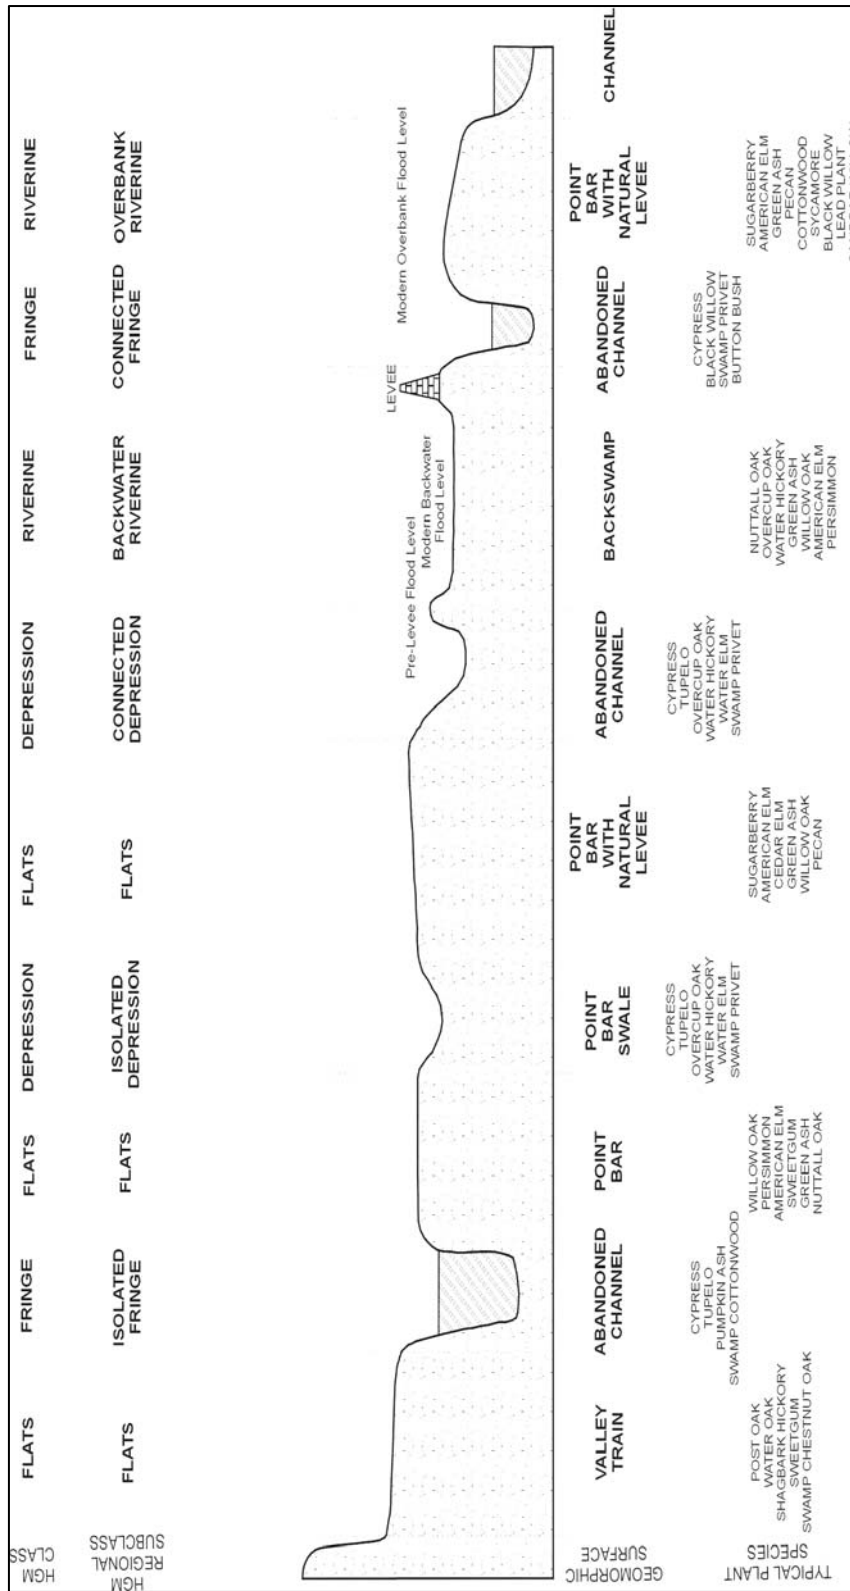 HGM
CLASS
FLATS
FRINGE
FLATS
DEPRESSION
FLATS
DEPRESSION
RIVERINE
FRINGE
RIVERINE
HGM
REGIONAL
SUBCLASS
FLATS
ISOLATED
FRINGE
FLATS
ISOLATED
DEPRESSION
FLATS
CONNECTED
DEPRESSION
BACKWATER
RIVERINE
CONNECTED
FRINGE
OVERBANK
RIVERINE
Pre-Levee Flood Level
Modern Backwater
Flood Level
LEVEE
Modern Overbank Flood Level
GEOMORPHIC
SURFACE
VALLEY
TRAIN
ABANDONED
CHANNEL
POINT
BAR
POINT
BAR
SWALE
POINT
BAR
WITH
NATURAL
LEVEE
ABANDONED
CHANNEL
BACKSWAMP
ABANDONED
CHANNEL
POINT
BAR
WITH
NATURAL
LEVEE
CHANNEL
TYPICAL PLANT
SPECIES
POST OAK
WATER OAK
SHAGBARK HICKORY
SWEETGUM
SWAMP CHESTNUT OAK
CYPRESS
TUPELO
PUMPKIN ASH
SWAMP COTTONWOOD
WILLOW OAK
PERSIMMON
AMERICAN ELM
SWEETGUM
GREEN ASH
NUTTALL OAK
CYPRESS
TUPELO
OVERCUP OAK
WATER HICKORY
WATER ELM
SWAMP PRIVET
SUGARBERRY
AMERICAN ELM
CEDAR ELM
GREEN ASH
WILLOW OAK
PECAN
CYPRESS
TUPELO
OVERCUP OAK
WATER HICKORY
WATER ELM
SWAMP PRIVET
NUTTALL OAK
OVERCUP OAK
WATER HICKORY
GREEN ASH
WILLOW OAK
AMERICAN ELM
PERSIMMON
CYPRESS
BLACK WILLOW
SWAMP PRIVET
BUTTON BUSH
SUGARBERRY
AMERICAN ELM
GREEN ASH
PECAN
COTTONWOOD
SYCAMORE
BLACK WILLOW
LEAD PLANT